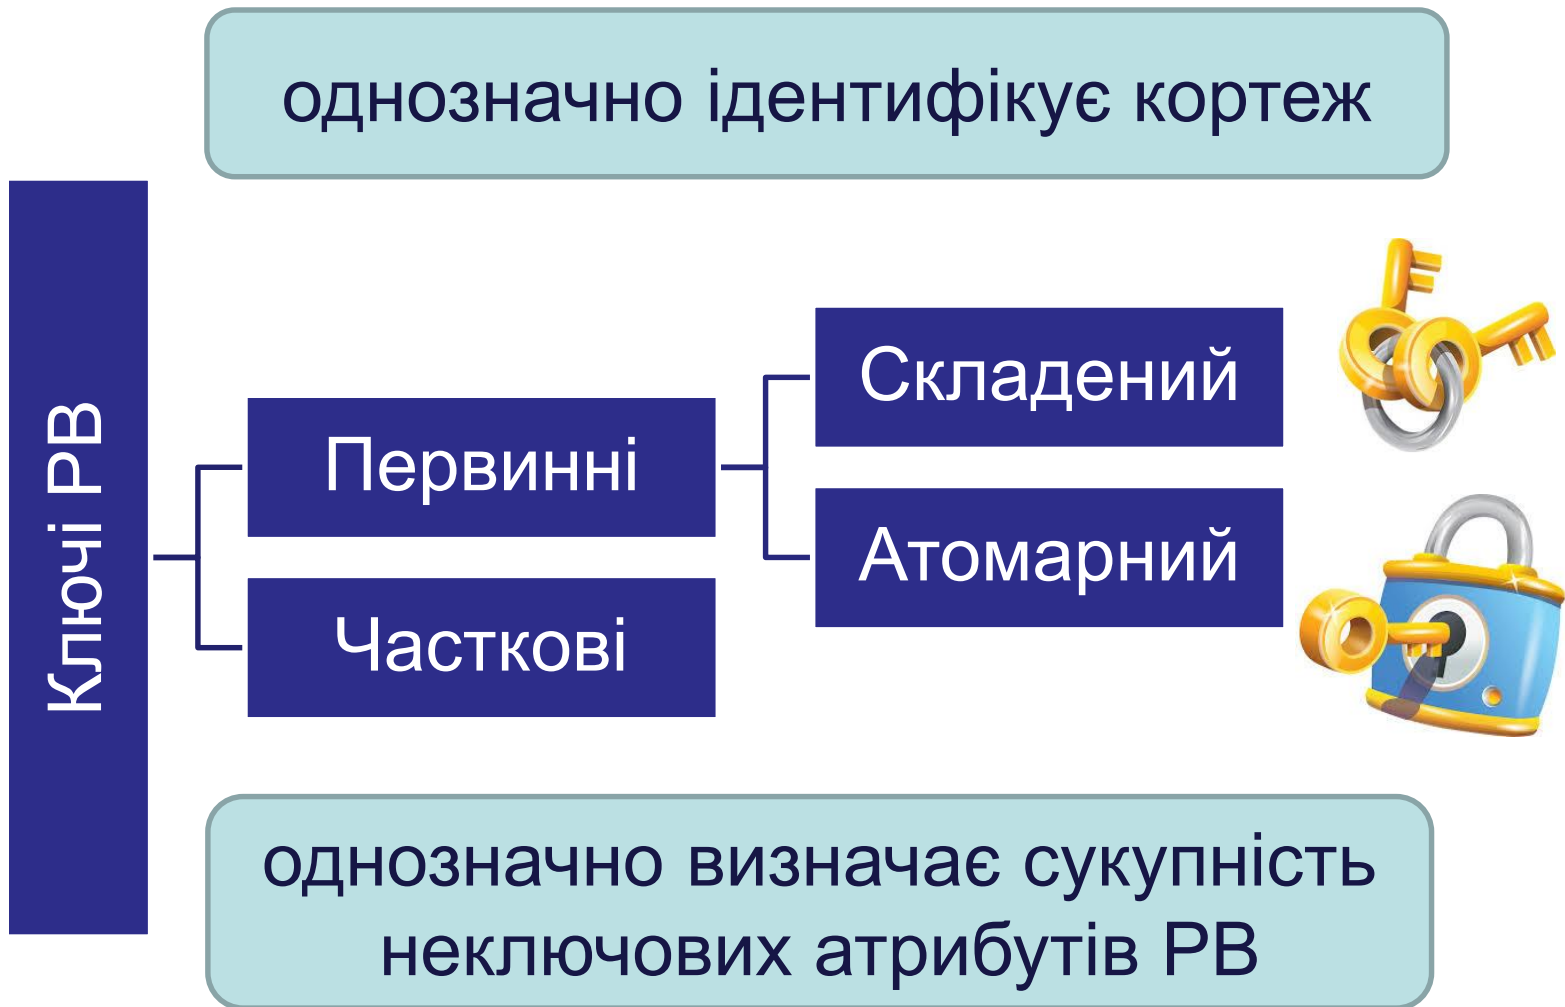 однозначно ідентифікує кортеж
Ключі РВ
Первинні
Часткові
Складений
Атомарний
однозначно визначає сукупність
неключових атрибутів РВ